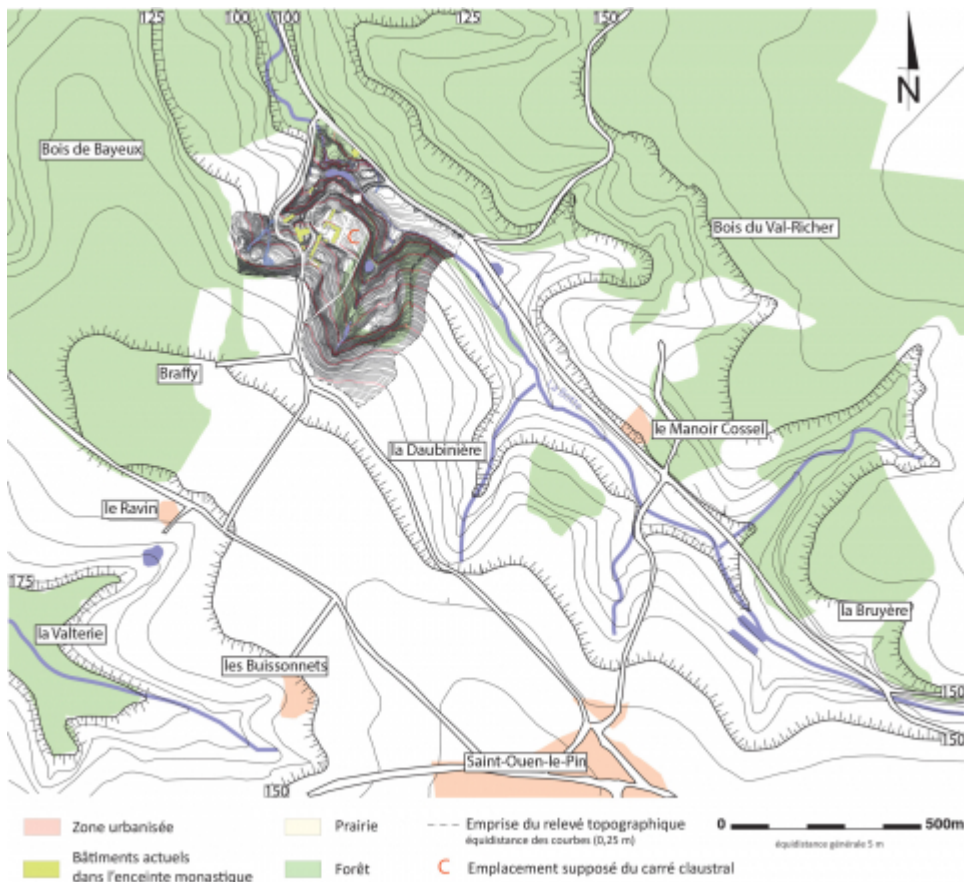 125
100
100
125
150
N
Bois de Bayeux
Bois du Val-Richer
C
Braffy
la Daubinière
le Manoir Cossel
le Ravin
175
la Valterie
la Bruyère
les Buissonnets
150
150
Saint-Ouen-le-Pin
150
Zone urbanisée
Bâtiments actuels
dans l'enceinte monastique
Prairie
Forêt
Emprise du relevé topographique
équidistance des courbes (0,25 m)
C Emplacement supposé du carré claustral
0 500m
équidistance générale 5 m